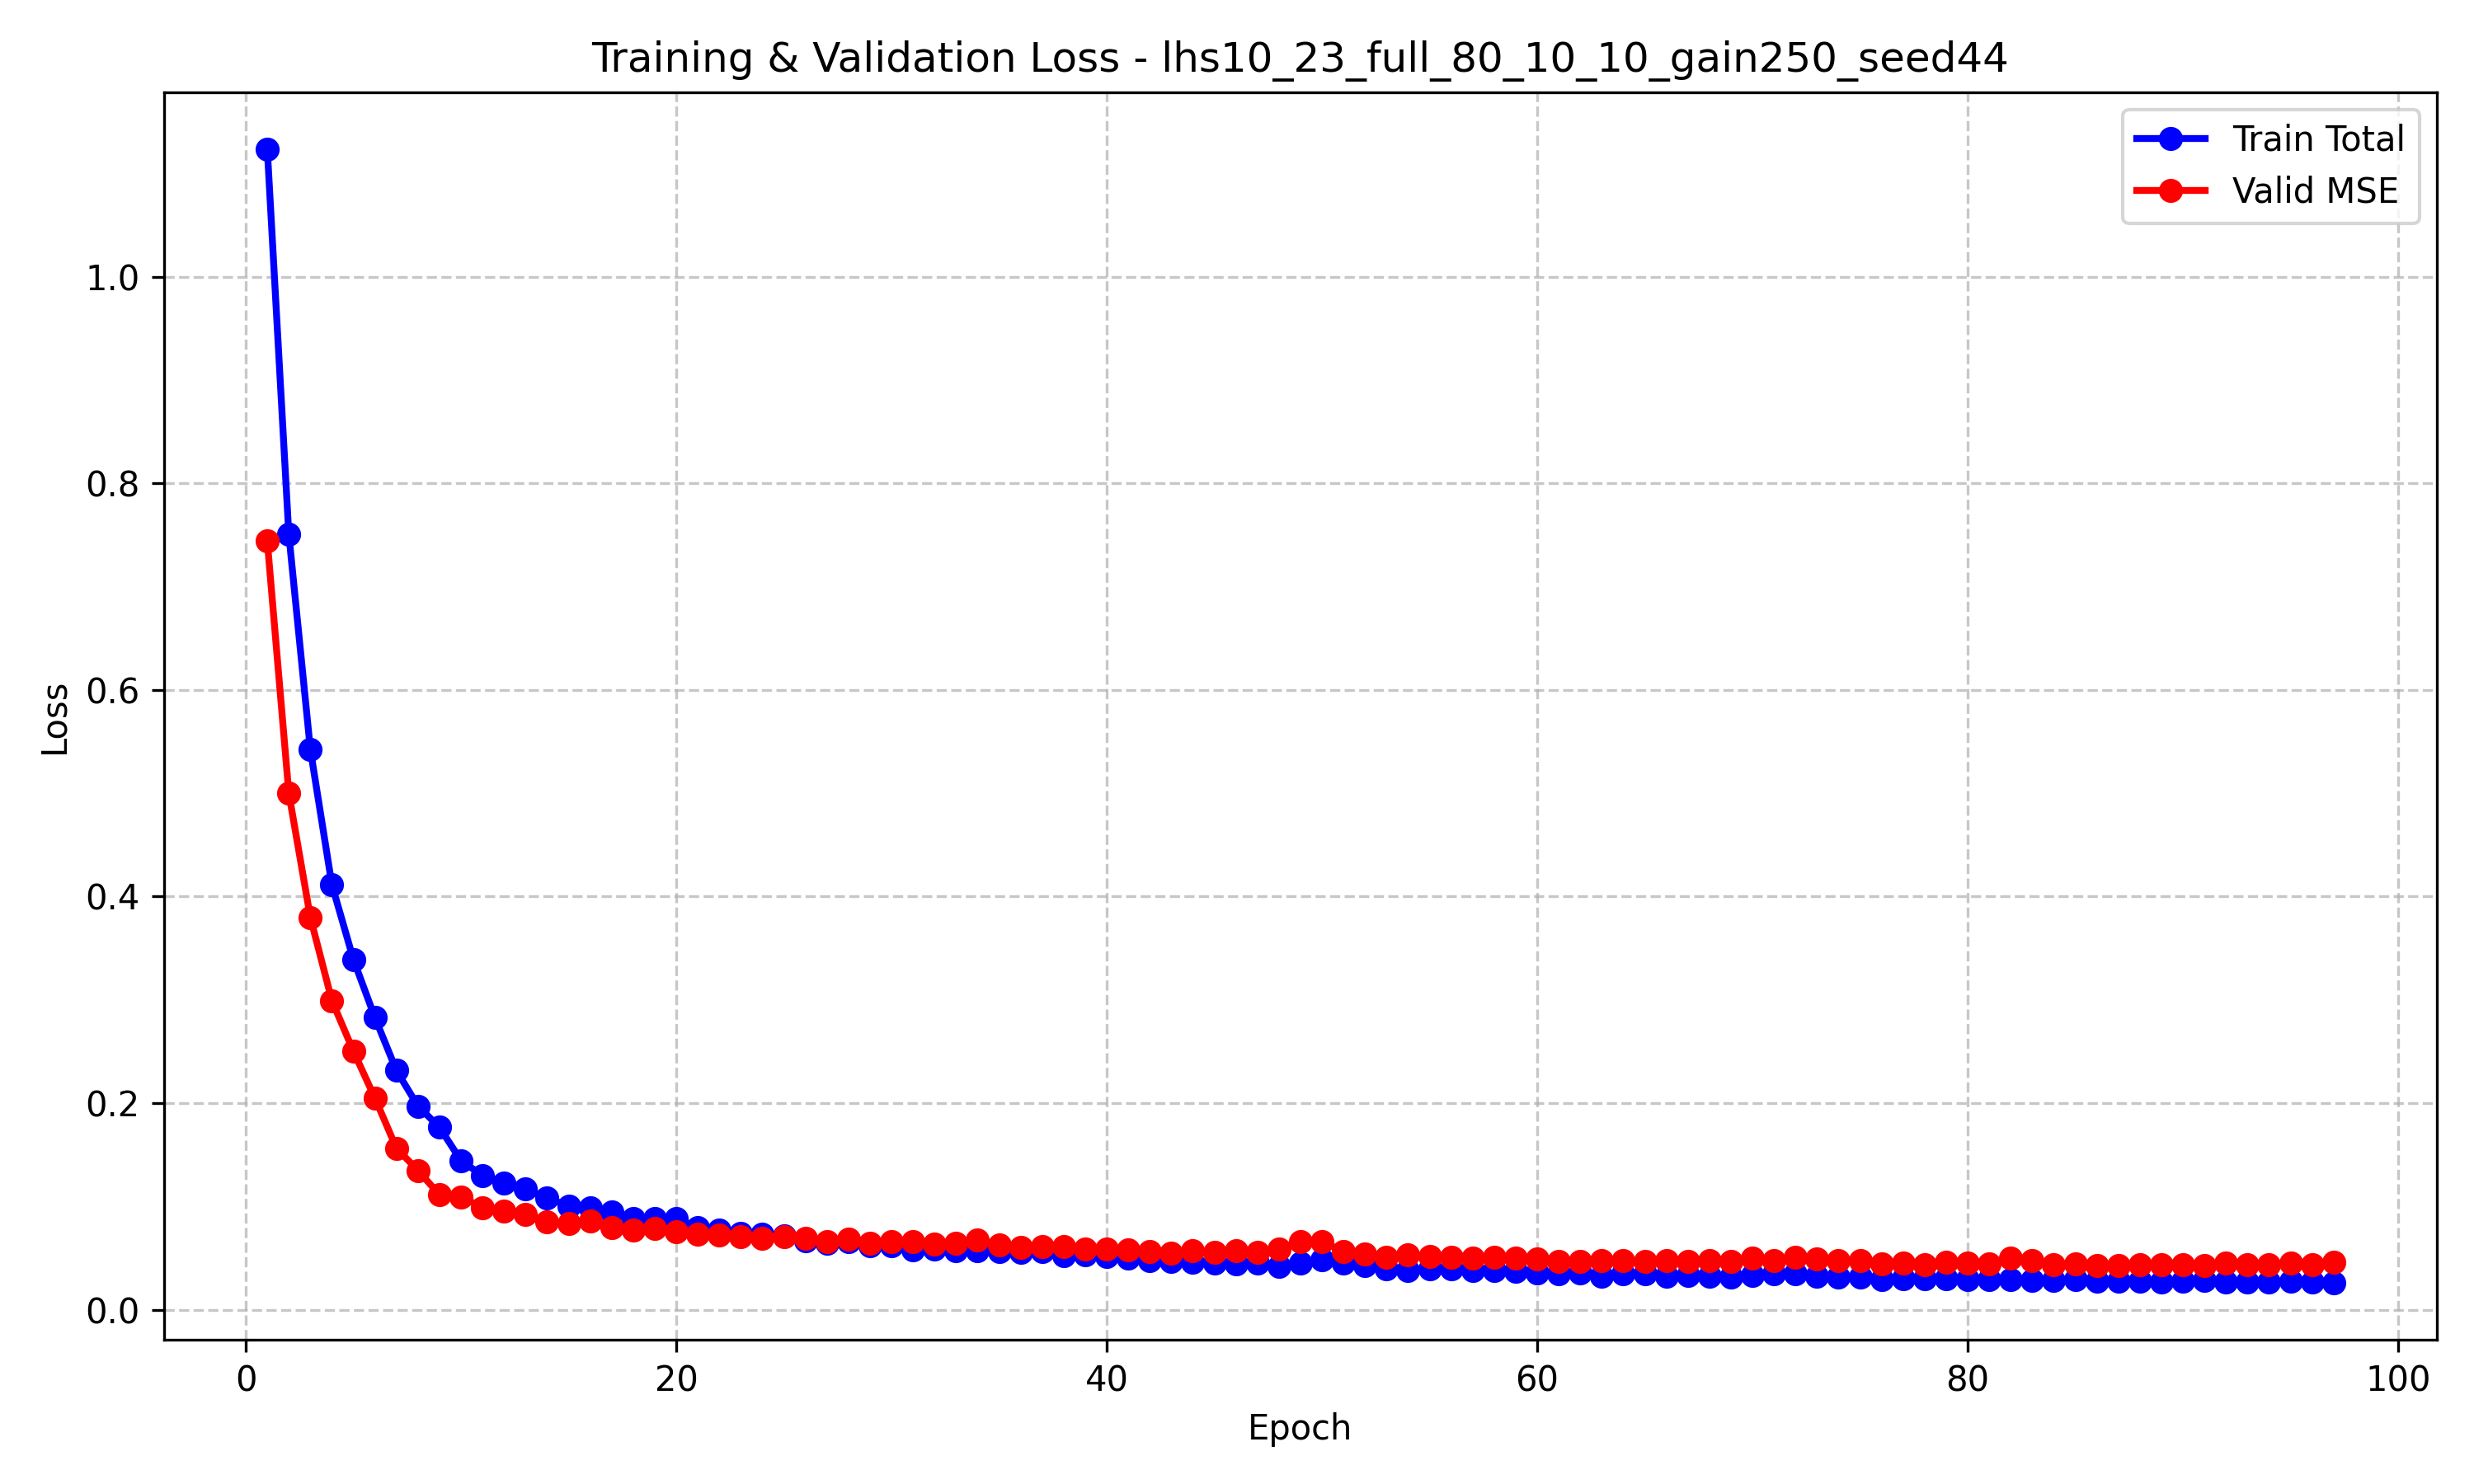 Training & Validation Loss - lhs10_23_full_80_10_10_gain250_seed44
Train Total
Valid MSE
Loss
1.0
0.8
0.6
0.4
0.2
0.0
0 20 40 60 80 100
Epoch